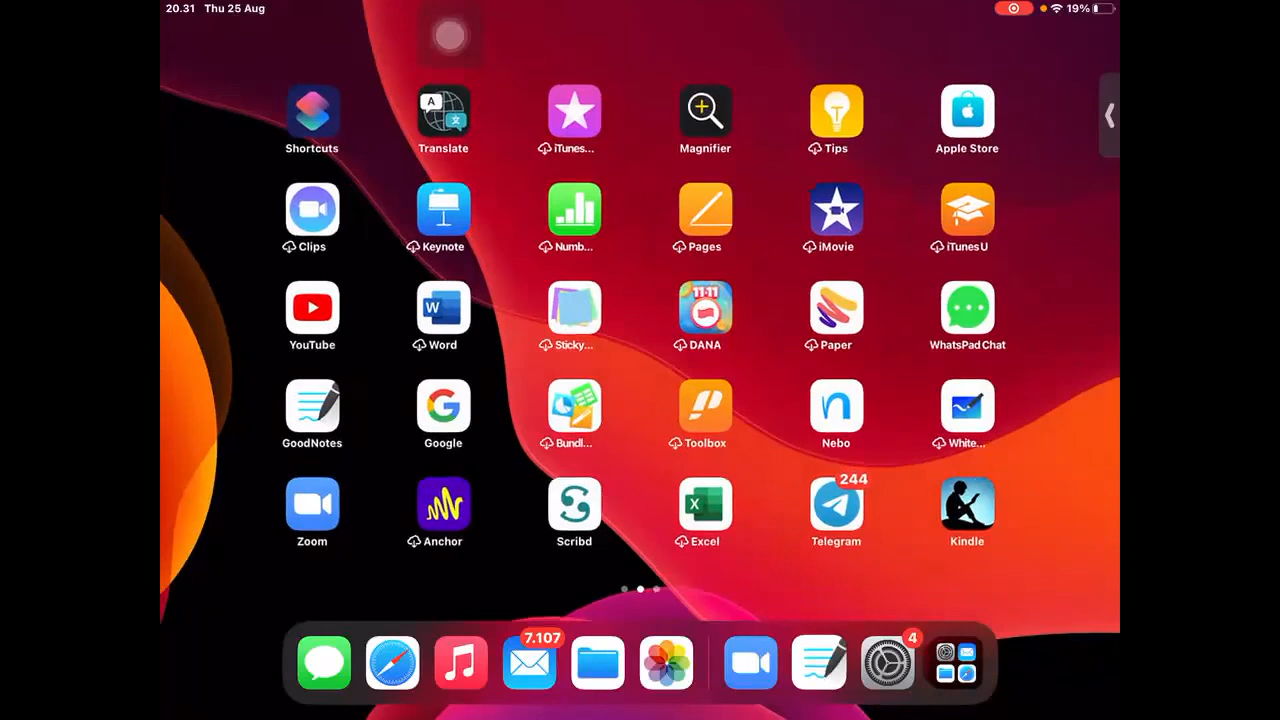 20.31 Thu 25 Aug
19%
Shortcuts
Translate
iTunes...
Magnifier
Tips
Apple Store
Clips
Keynote
Numb...
Pages
iMovie
iTunes U
YouTube
Word
Sticky...
DANA
Paper
WhatsPad Chat
GoodNotes
Google
Bundl...
Toolbox
Nebo
White...
244
Zoom
Anchor
Scribd
Excel
Telegram
Kindle
7.107
4